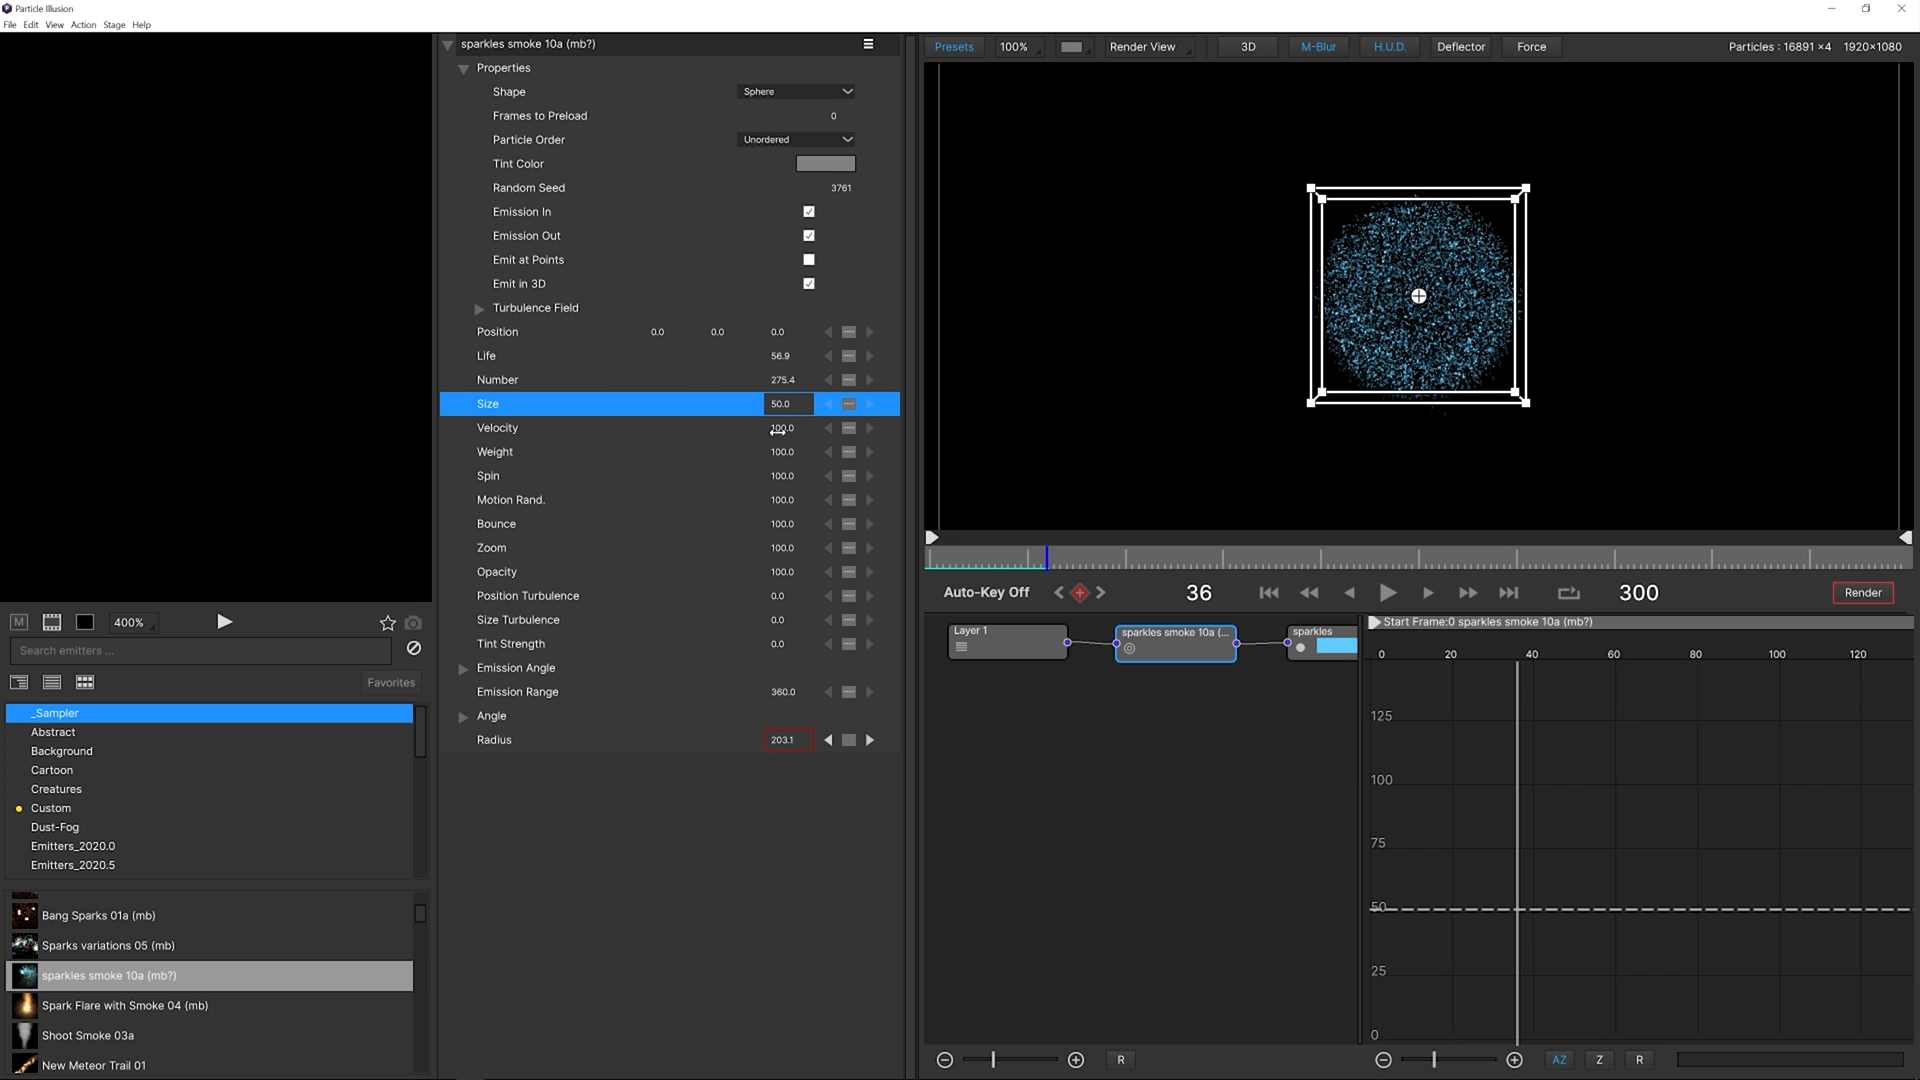 Particle Illusion
File Edit View Action Stage Help
sparkles smoke 10a (mb?)
Properties
Shape Sphere
Frames to Preload 0
Particle Order Unordered
Tint Color
Random Seed 3761
Emission In
Emission Out
Emit at Points
Emit in 3D
Turbulence Field
Position 0.0 0.0 0.0
Life 56.9
Number 275.4
Size 50.0
Velocity 100.0
Weight 100.0
Spin 100.0
Motion Rand. 100.0
Bounce 100.0
Zoom 100.0
Opacity 100.0
Position Turbulence 0.0
Size Turbulence 0.0
Tint Strength 0.0
Emission Angle
Emission Range 360.0
Angle
Radius 203.1
Presets 100% Render View 3D M-Blur H.U.D. Deflector Force Particles : 16891 ×4 1920×1080
Auto-Key Off 36 300 Render
M 400%
Search emitters ...
Favorites
_Sampler
Abstract
Background
Cartoon
Creatures
Custom
Dust-Fog
Emitters_2020.0
Emitters_2020.5
Bang Sparks 01a (mb)
Sparks variations 05 (mb)
sparkles smoke 10a (mb?)
Spark Flare with Smoke 04 (mb)
Shoot Smoke 03a
New Meteor Trail 01
Layer 1
sparkles smoke 10a (...
sparkles
Start Frame:0 sparkles smoke 10a (mb?)
0 20 40 60 80 100 120
125
100
75
50
25
0
R
AZ Z R